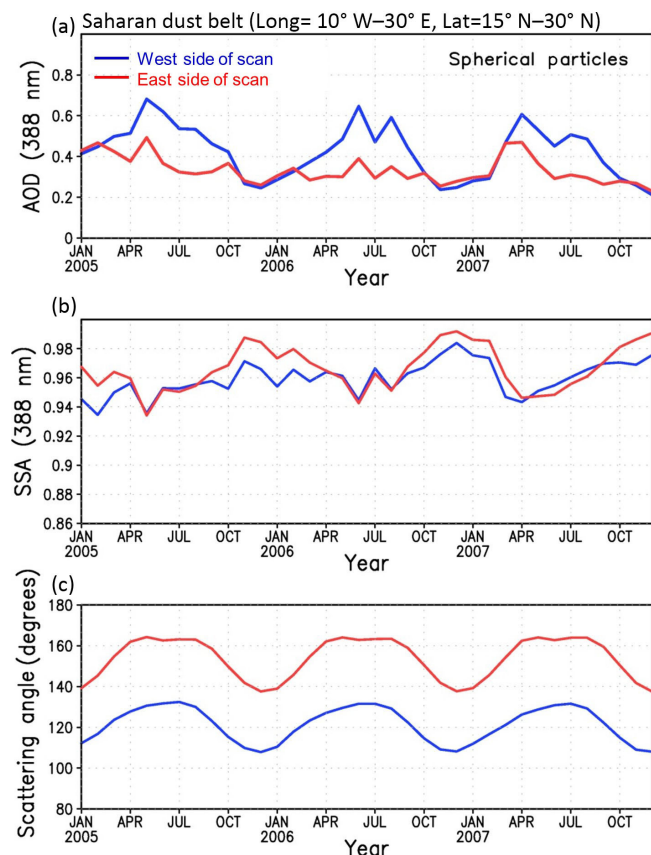 (a) Saharan dust belt (Long= 10° W–30° E, Lat=15° N–30° N)
West side of scan
East side of scan
Spherical particles
AOD (388 nm)
0.8
0.6
0.4
0.2
0
JAN APR JUL OCT JAN APR JUL OCT JAN APR JUL OCT
2005 2006 2007
Year
(b)
SSA (388 nm)
0.98
0.96
0.94
0.92
0.9
0.88
0.86
JAN APR JUL OCT JAN APR JUL OCT JAN APR JUL OCT
2005 2006 2007
Year
(c)
Scattering angle (degrees)
180
160
140
120
100
80
JAN APR JUL OCT JAN APR JUL OCT JAN APR JUL OCT
2005 2006 2007
Year